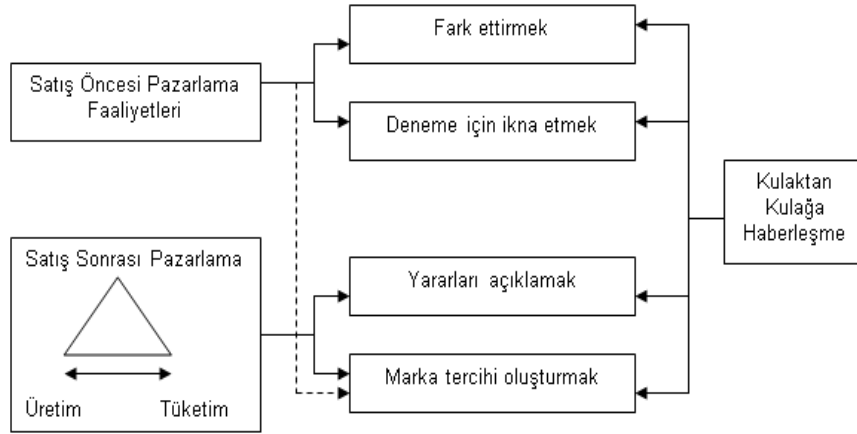 Fark ettirmek
Satış Öncesi Pazarlama
Faaliyetleri
Deneme için ikna etmek
Kulaktan
Kulağa
Haberleşme
Satış Sonrası Pazarlama
Yararları açıklamak
Marka tercihi oluşturmak
Üretim Tüketim